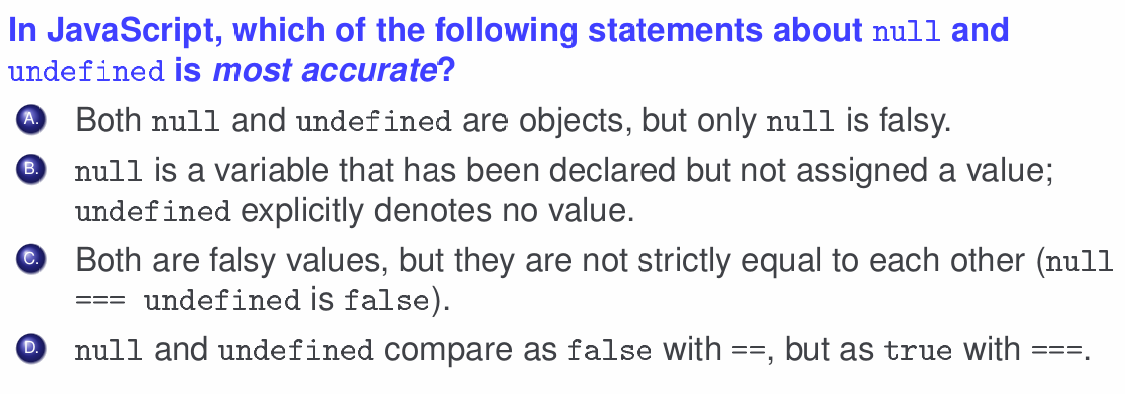 In JavaScript, which of the following statements about null and
undefined is most accurate?
A. Both null and undefined are objects, but only null is falsy.
B. null is a variable that has been declared but not assigned a value;
undefined explicitly denotes no value.
C. Both are falsy values, but they are not strictly equal to each other (null
=== undefined is false).
D. null and undefined compare as false with ==, but as true with ===.